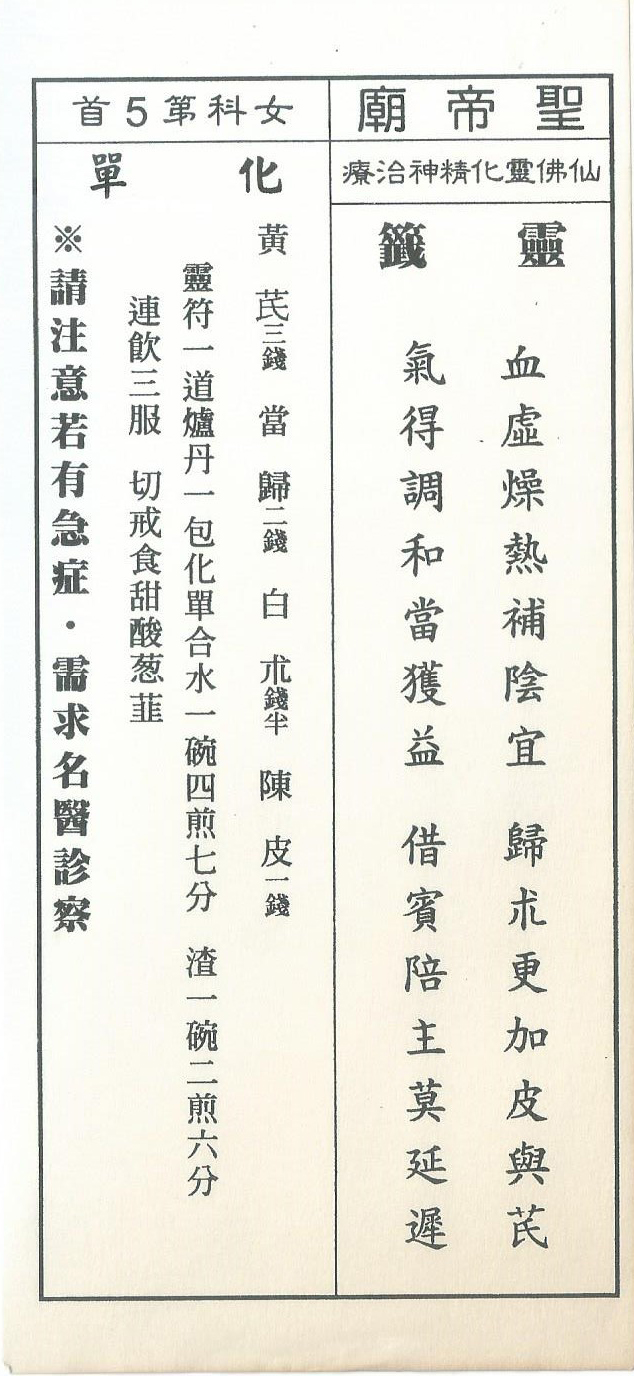 聖帝廟
仙佛靈化精神治療
靈籤
血虛燥熱補陰宜 歸朮更加皮與芪
氣得調和當獲益 借賓陪主莫延遲
女科第5首
化單
黃芪三錢 當歸二錢 白朮錢半 陳皮一錢
靈符一道爐丹一包化單合水一碗四煎七分 渣一碗二煎六分
連飲三服 切戒食甜酸葱韮
※請注意若有急症・需求名醫診察